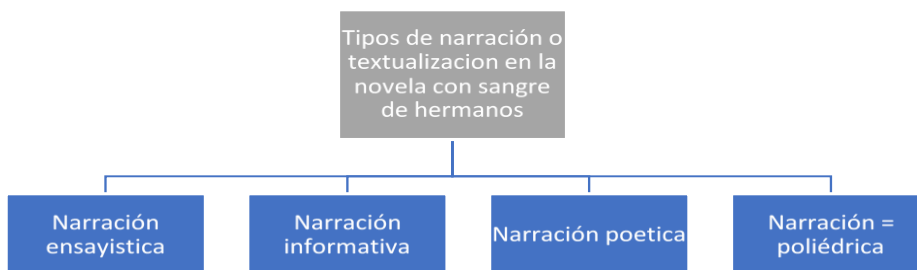 Tipos de narración o
textualizacion en la
novela con sangre
de hermanos
Narración
ensayistica
Narración
informativa
Narración poetica
Narración =
poliédrica